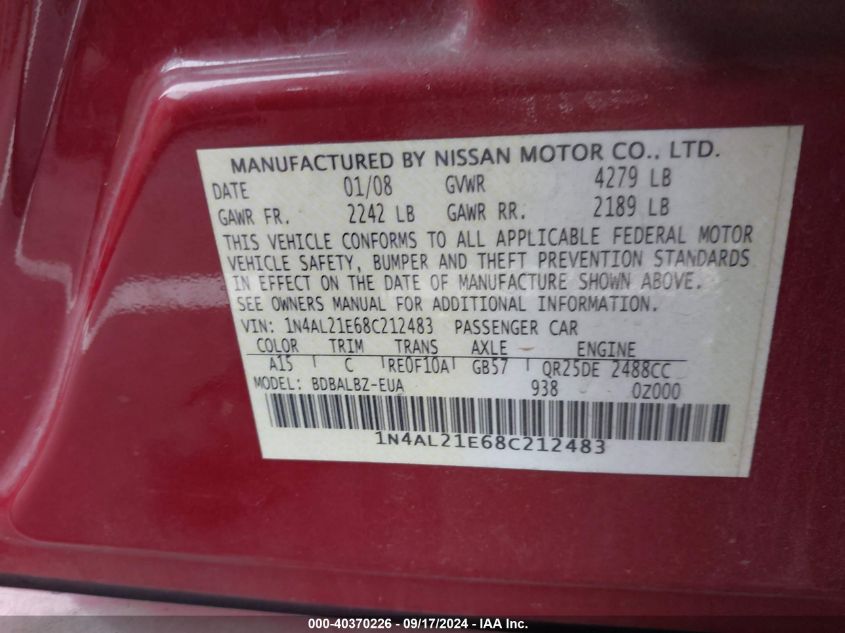 MANUFACTURED BY NISSAN MOTOR CO., LTD.
DATE 01/08 GVWR 4279 LB
GAWR FR. 2242 LB GAWR RR. 2189 LB
THIS VEHICLE CONFORMS TO ALL APPLICABLE FEDERAL MOTOR
VEHICLE SAFETY, BUMPER AND THEFT PREVENTION STANDARDS
IN EFFECT ON THE DATE OF MANUFACTURE SHOWN ABOVE.
SEE OWNERS MANUAL FOR ADDITIONAL INFORMATION.
VIN: 1N4AL21E68C212483 PASSENGER CAR
COLOR TRIM TRANS AXLE ENGINE
A15 C RE0F10A GB57 QR25DE 2488CC
MODEL: BDBALBZ-EUA 938 0Z000
1N4AL21E68C212483
000-40370226 - 09/17/2024 - IAA Inc.